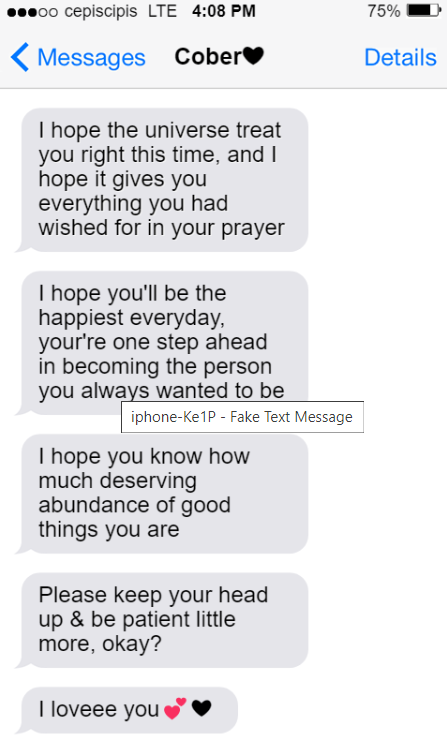 ●●●○○ cepiscipis LTE 4:08 PM 75%
Messages Cober🖤 Details
I hope the universe treat
you right this time, and I
hope it gives you
everything you had
wished for in your prayer
I hope you'll be the
happiest everyday,
your're one step ahead
in becoming the person
you always wanted to be
iphone-Ke1P - Fake Text Message
I hope you know how
much deserving
abundance of good
things you are
Please keep your head
up & be patient little
more, okay?
I loveee you 💕 🖤